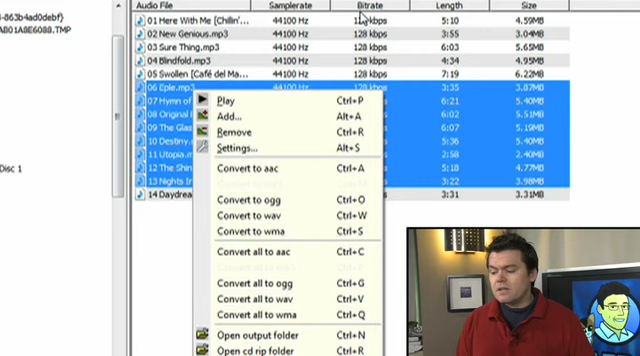 -863b4ad0debf}
AB01A8E6088.TMP
Disc 1
Audio File Samplerate Bitrate Length Size
01 Here With Me [Chillin'... 44100 Hz kbps 5:10 4.59MB
02 New Genious.mp3 44100 Hz 128 kbps 3:55 3.04MB
03 Sure Thing.mp3 44100 Hz 128 kbps 6:03 5.65MB
04 Blindfold.mp3 44100 Hz 128 kbps 4:34 4.95MB
05 Swollen [Café del Ma... 44100 Hz 128 kbps 7:19 6.22MB
06 Eple.mp3 44100 Hz 128 kbps 3:35 3.87MB
07 Hymn of 6:21 5.40MB
08 Original 6:02 5.51MB
09 The Glas 6:07 5.19MB
10 Destiny. 5:36 5.40MB
11 Utopia. 2:58 2.40MB
12 The Shin 5:18 4.77MB
13 Nights In 3:22 3.98MB
14 Daydrea 3:31 3.31MB
Play Ctrl+P
Add... Alt+A
Remove Ctrl+R
Settings... Alt+S
Convert to aac Ctrl+A
Convert to ogg Ctrl+O
Convert to wav Ctrl+W
Convert to wma Ctrl+S
Convert all to aac Ctrl+C
Convert all to ogg Ctrl+G
Convert all to wav Ctrl+V
Convert all to wma Ctrl+Q
Open output folder Ctrl+N
Open cd rip folder Ctrl+R